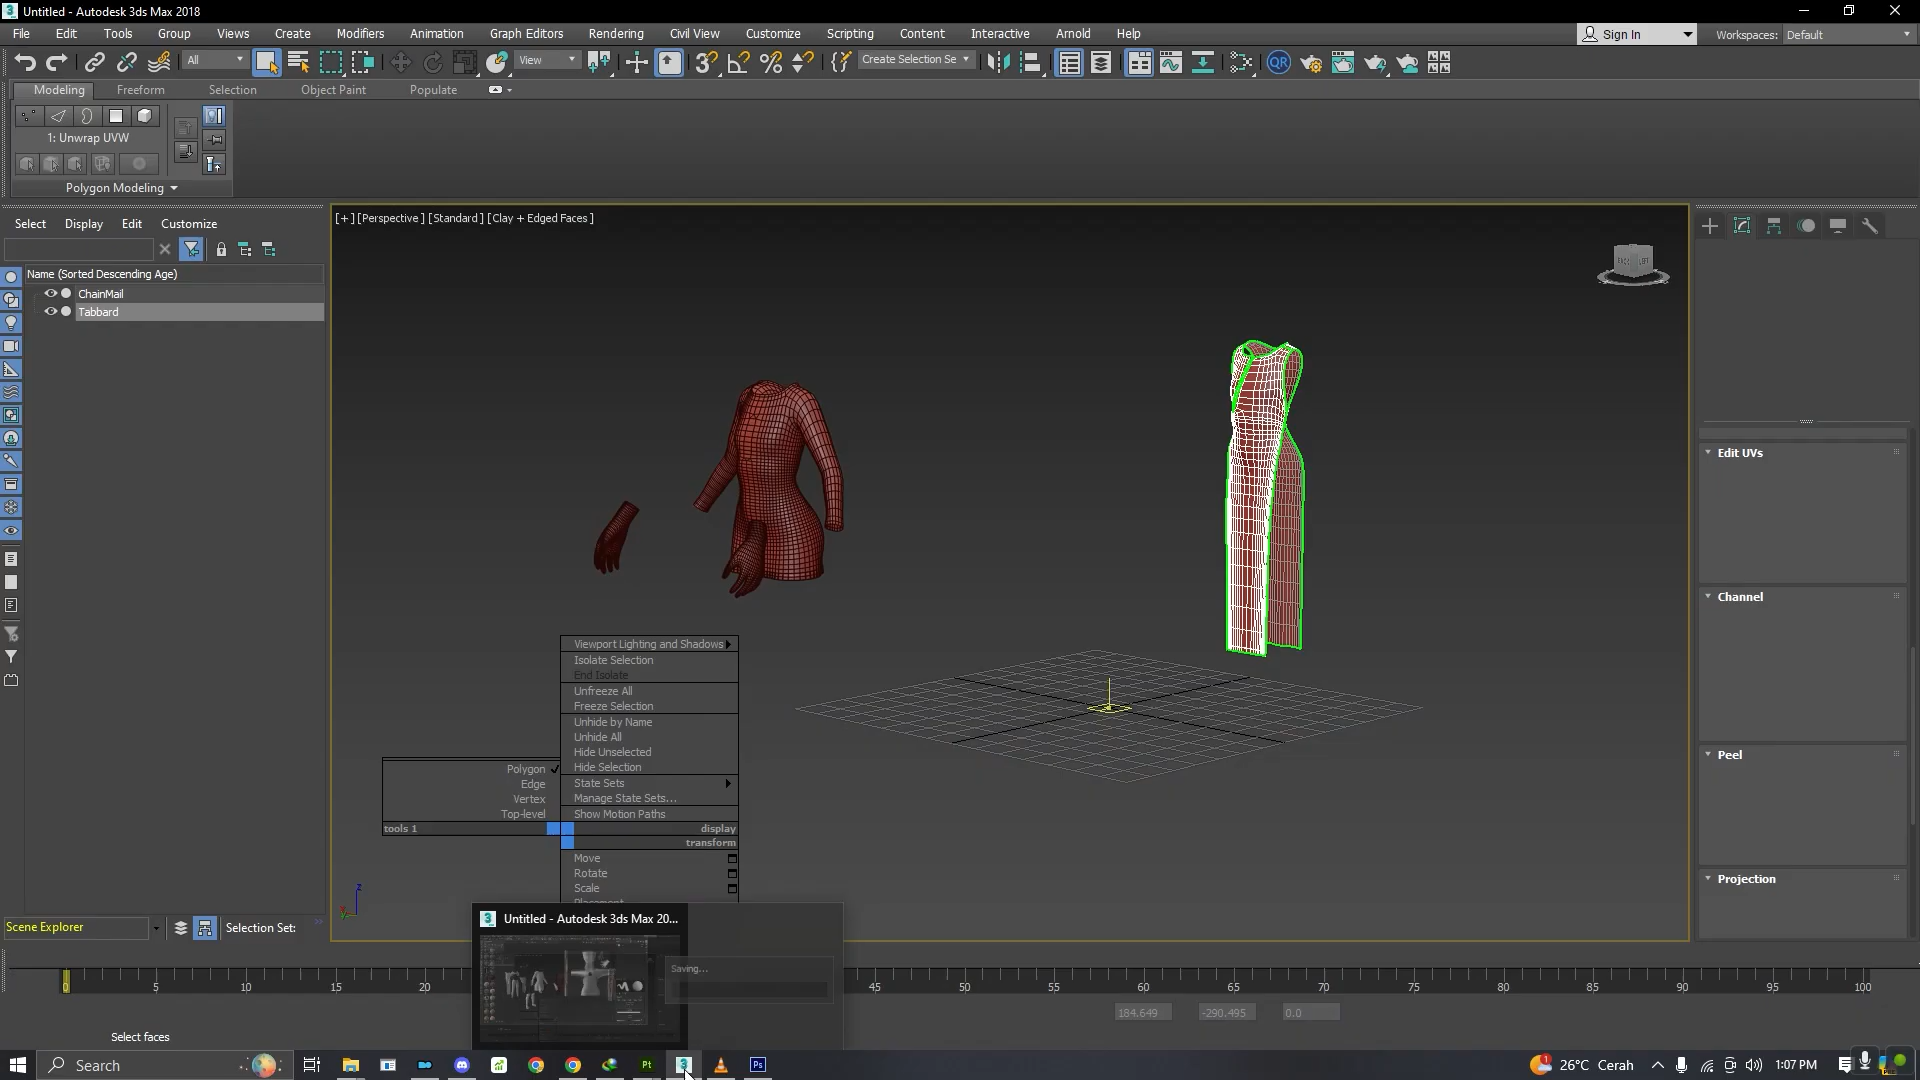 Untitled - Autodesk 3ds Max 2018
File Edit Tools Group Views Create Modifiers Animation Graph Editors Rendering Civil View Customize Scripting Content Interactive Arnold Help
Sign In Workspaces: Default
All View Create Selection Se
Modeling Freeform Selection Object Paint Populate
1: Unwrap UVW
Polygon Modeling
Select Display Edit Customize
[+] [Perspective] [Standard] [Clay + Edged Faces]
Name (Sorted Descending Age)
ChainMail
Tabbard
Edit UVs
Channel
Peel
Projection
Viewport Lighting and Shadows
Isolate Selection
End Isolate
Unfreeze All
Freeze Selection
Unhide by Name
Unhide All
Hide Unselected
Hide Selection
State Sets
Manage State Sets...
Show Motion Paths
Polygon
Edge
Vertex
Top-level
tools 1 display
transform
Move
Rotate
Scale
Scene Explorer
Selection Set:
Untitled - Autodesk 3ds Max 20...
Saving...
0 5 10 15 20 45 50 55 60 65 70 75 80 85 90 95 100
184.649 -290.495 0.0
Select faces
Search
26°C Cerah 1:07 PM